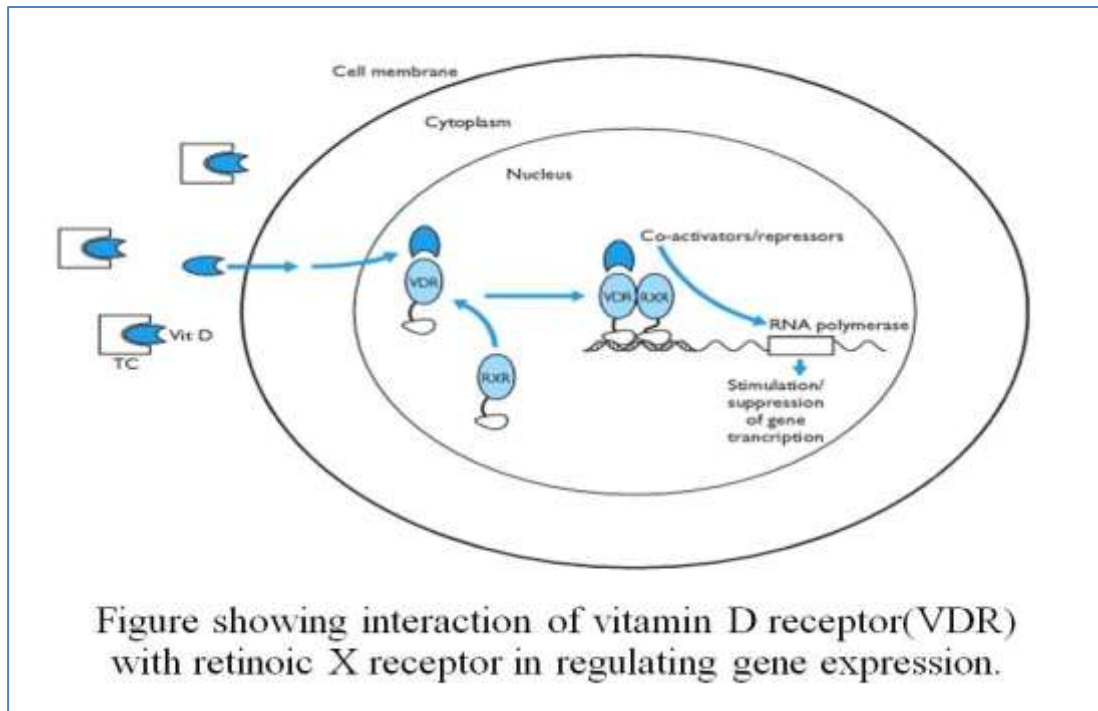 Cell membrane
Cytoplasm
Nucleus
Co-activators/repressors
VDR
VDR
RXR
RNA polymerase
Vit D
TC
RXR
Stimulation/
suppression
of gene
trancription
Figure showing interaction of vitamin D receptor(VDR)
with retinoic X receptor in regulating gene expression.